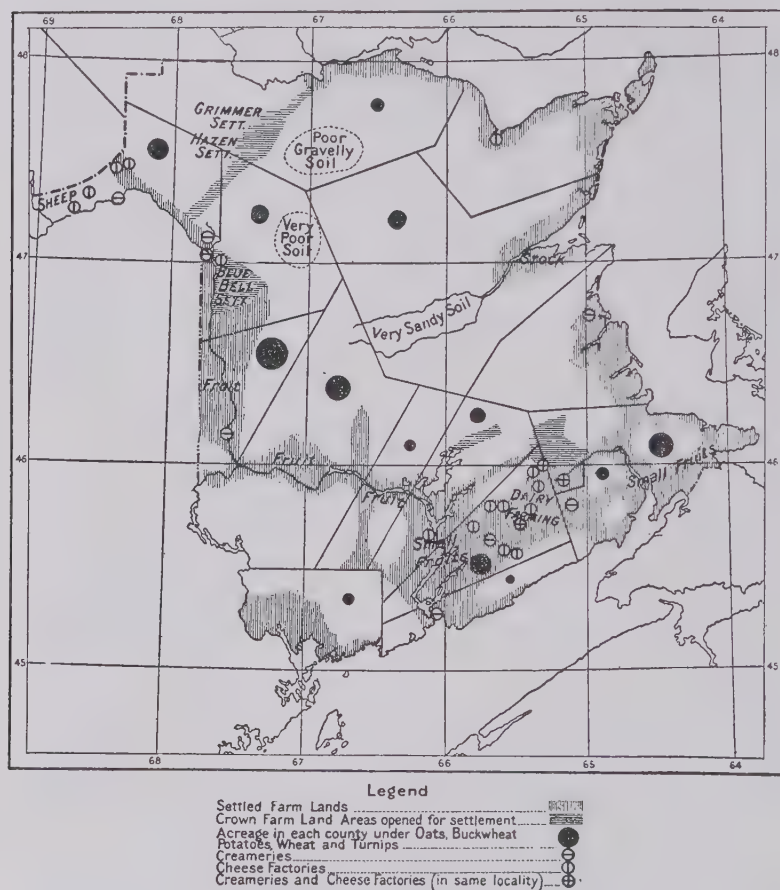 69 68 67 66 65 64
48 48
GRIMMER
SETT.
HAZEN
SETT.
Poor
Gravelly
Soil
SHEEP
Very
Poor
Soil
47 47
Stock
BLUE
BELL
SETT.
Very Sandy Soil
Fruit
46 46
Fruit
Small Fruits
Fruit
DAIRY
FARMING
Small
Fruits
45 45
68 67 66 65 64
Legend
Settled Farm Lands
Crown Farm Land Areas opened for settlement
Acreage in each county under Oats, Buckwheat
Potatoes, Wheat and Turnips
Creameries
Cheese Factories
Creameries and Cheese Factories (in same locality)